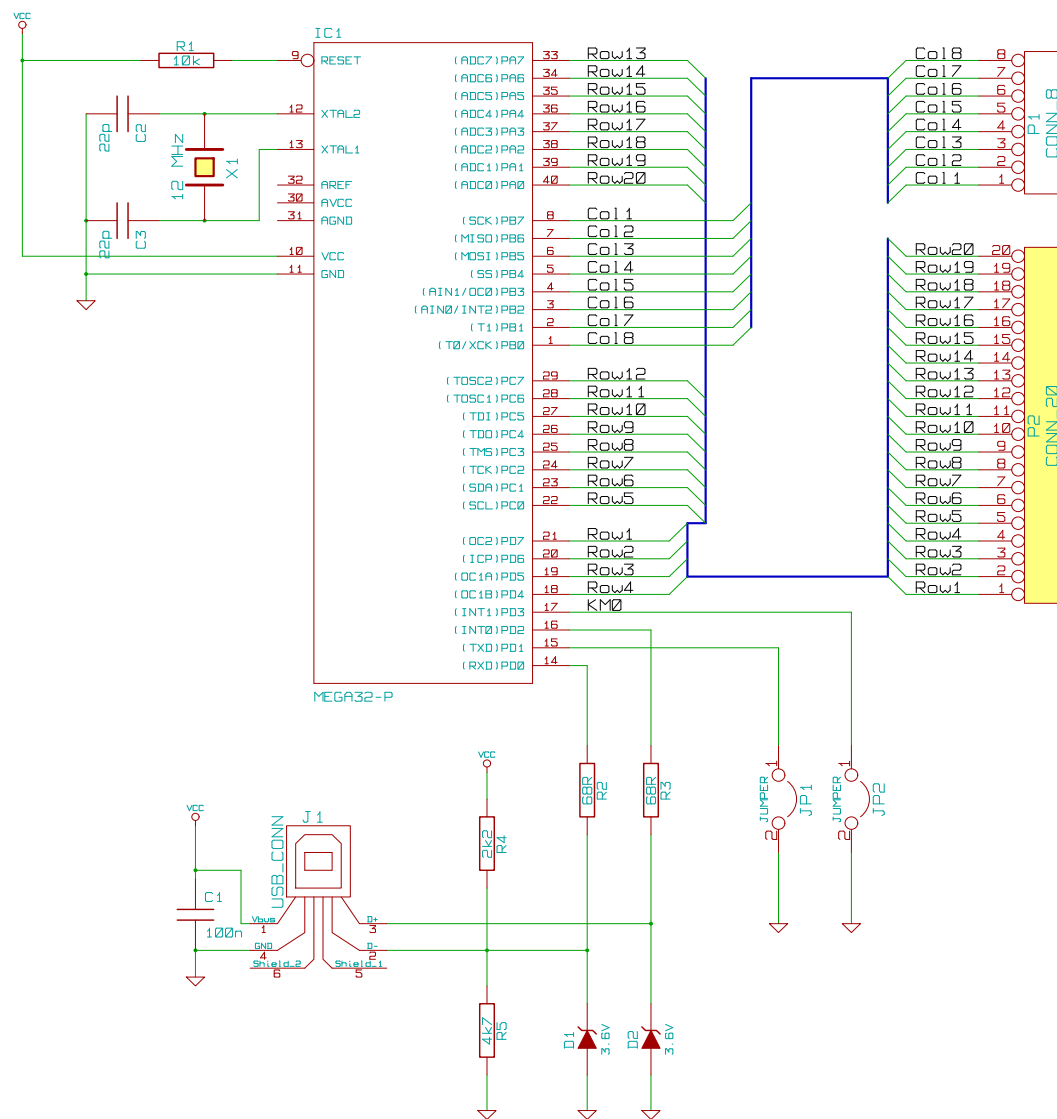 VCC
IC1
R1
10k
9 RESET
12 XTAL2
13 XTAL1
32 AREF
30 AVCC
31 AGND
10 VCC
11 GND
22p
C2
12 MHz
X1
22p
C3
(ADC7)PA7 33 Row13
(ADC6)PA6 34 Row14
(ADC5)PA5 35 Row15
(ADC4)PA4 36 Row16
(ADC3)PA3 37 Row17
(ADC2)PA2 38 Row18
(ADC1)PA1 39 Row19
(ADC0)PA0 40 Row20
(SCK)PB7 8 Col1
(MISO)PB6 7 Col2
(MOSI)PB5 6 Col3
(SS)PB4 5 Col4
(AIN1/OC0)PB3 4 Col5
(AIN0/INT2)PB2 3 Col6
(T1)PB1 2 Col7
(T0/XCK)PB0 1 Col8
(TOSC2)PC7 29 Row12
(TOSC1)PC6 28 Row11
(TDI)PC5 27 Row10
(TDO)PC4 26 Row9
(TMS)PC3 25 Row8
(TCK)PC2 24 Row7
(SDA)PC1 23 Row6
(SCL)PC0 22 Row5
(OC2)PD7 21 Row1
(ICP)PD6 20 Row2
(OC1A)PD5 19 Row3
(OC1B)PD4 18 Row4
(INT1)PD3 17 KM0
(INT0)PD2 16
(TXD)PD1 15
(RXD)PD0 14
MEGA32-P
Col8 8
Col7 7
Col6 6
Col5 5
Col4 4
Col3 3
Col2 2
Col1 1
P1
CONN_8
Row20 20
Row19 19
Row18 18
Row17 17
Row16 16
Row15 15
Row14 14
Row13 13
Row12 12
Row11 11
Row10 10
Row9 9
Row8 8
Row7 7
Row6 6
Row5 5
Row4 4
Row3 3
Row2 2
Row1 1
P2
CONN_20
VCC
2k2
R4
68R
R2
68R
R3
1
JUMPER
JP1
2
1
JUMPER
JP2
2
VCC
J1
USB_CONN
C1
100n
Vbus
1
GND
4
Shield_2
6
D+
3
D-
2
Shield_1
5
4k7
R5
D1
3.6V
D2
3.6V